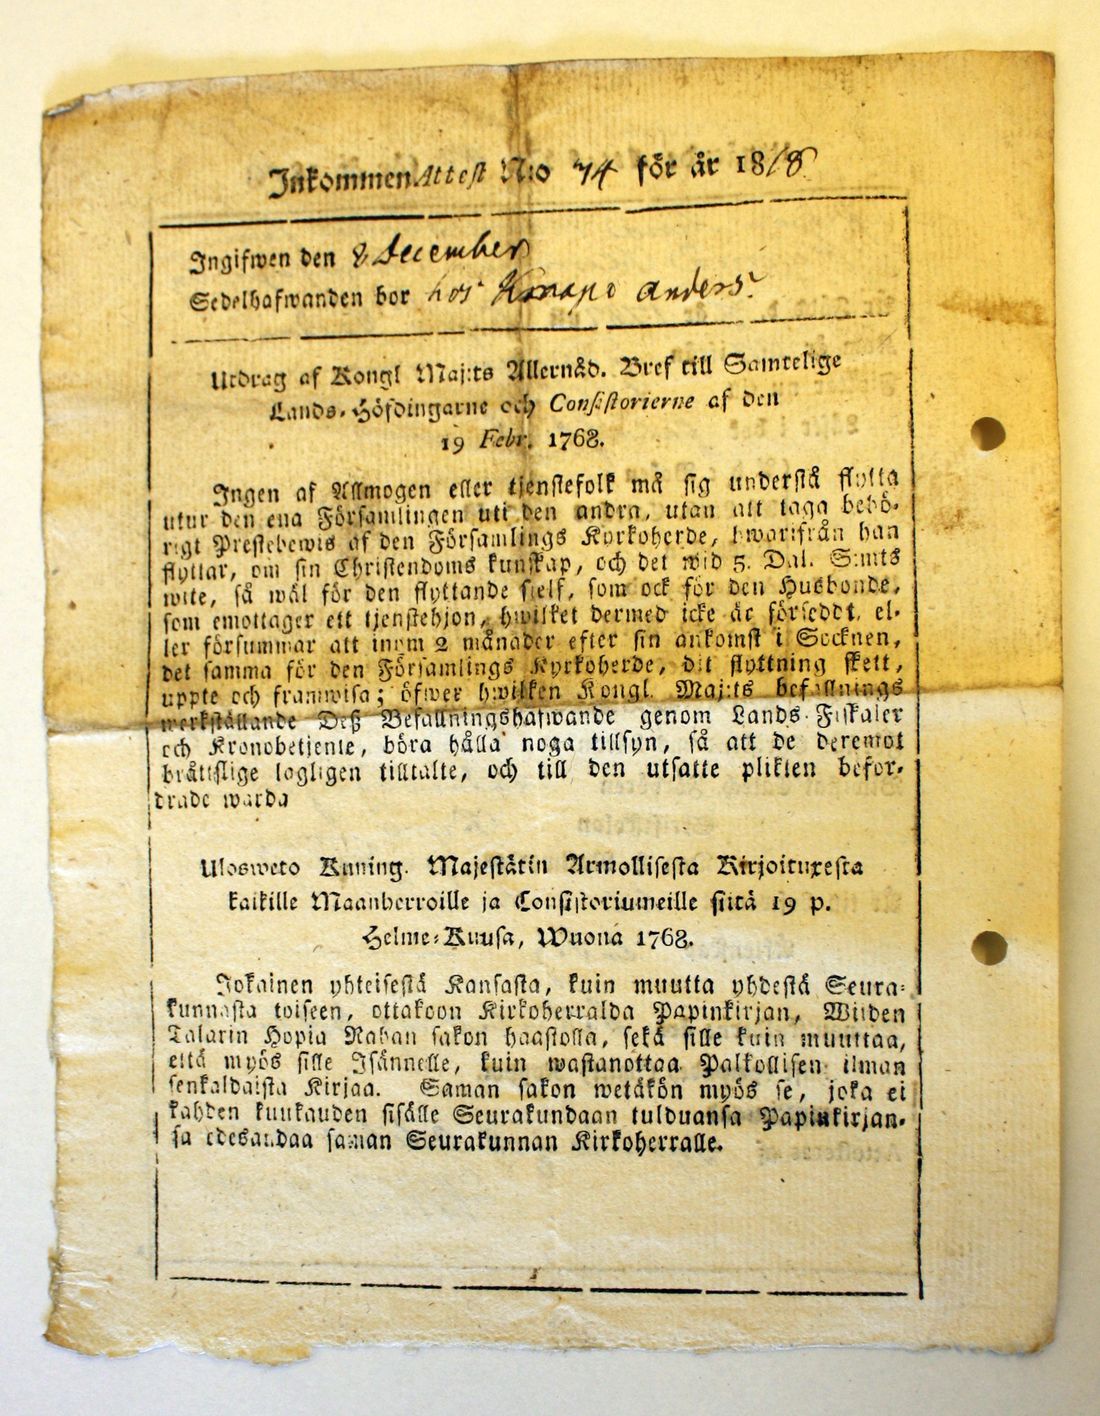 Inkommen Attest N:o 74 för år 1818
Ingifwen den 8 December
Sedelhafwanden bor hos Knapi Anders
Utdrag af Kongl Maj:ts Allernåd. Bref till Samtelige
Lands-Höfdingarne och Consistorierne af den
19 Febr. 1768.
Ingen af Allmogen eller tjenstefolk må sig understå flytta
utur den ena Församlingen uti den andra, utan att taga behö-
rigt Prestebewis af den Församlings Kyrkoherde, hwarifrån han
flyttar, om sin Christendoms kunskap, och det wid 5. Dal. S:mts
wite, så wäl för den flyttande sjelf, som ock för den Husbonde,
som emottager ett tjenstehjon, hwilket dermed icke är försedd, el-
ler försummar att inom 2 månader efter sin ankomst i Socknen,
det samma för den Församlings Kyrkoherde, dit flyttning skett,
uppte och framwisa; öfwer hwilken Kongl. Maj:ts befallnings
werkställande Deß Befallningshafwande genom Lands-Fiskaler
och Kronobetjente, böra hålla noga tillsyn, så att de deremot
bråttslige lagligen tilltalte, och till den utsatte plikten befor-
drade warda
Ulosweto Kuning. Majestätin Armollisesta Kirjoituxesta
kaikille Maanherroille ja Consistoriumeille siitä 19 p.
Helme-Kuusa, Wuona 1768.
Jokainen yhteisestä Kansasta, kuin muutta yhdestä Seura-
kunnasta toiseen, ottakoon Kirkoherralda Papinkirjan, Wiiden
Talarin Hopia Rahan sakon haastolla, sekä sille kuin muuttaa,
että myös sille Isännelle, kuin wastanottaa Palkollisen ilman
senkaldaista Kirjaa. Saman sakon wetäkön myös se, joka ei
kahden kuukauden sisälle Seurakundaan tulduansa Papinkirjan-
sa edesandaa saman Seurakunnan Kirkoherralle.